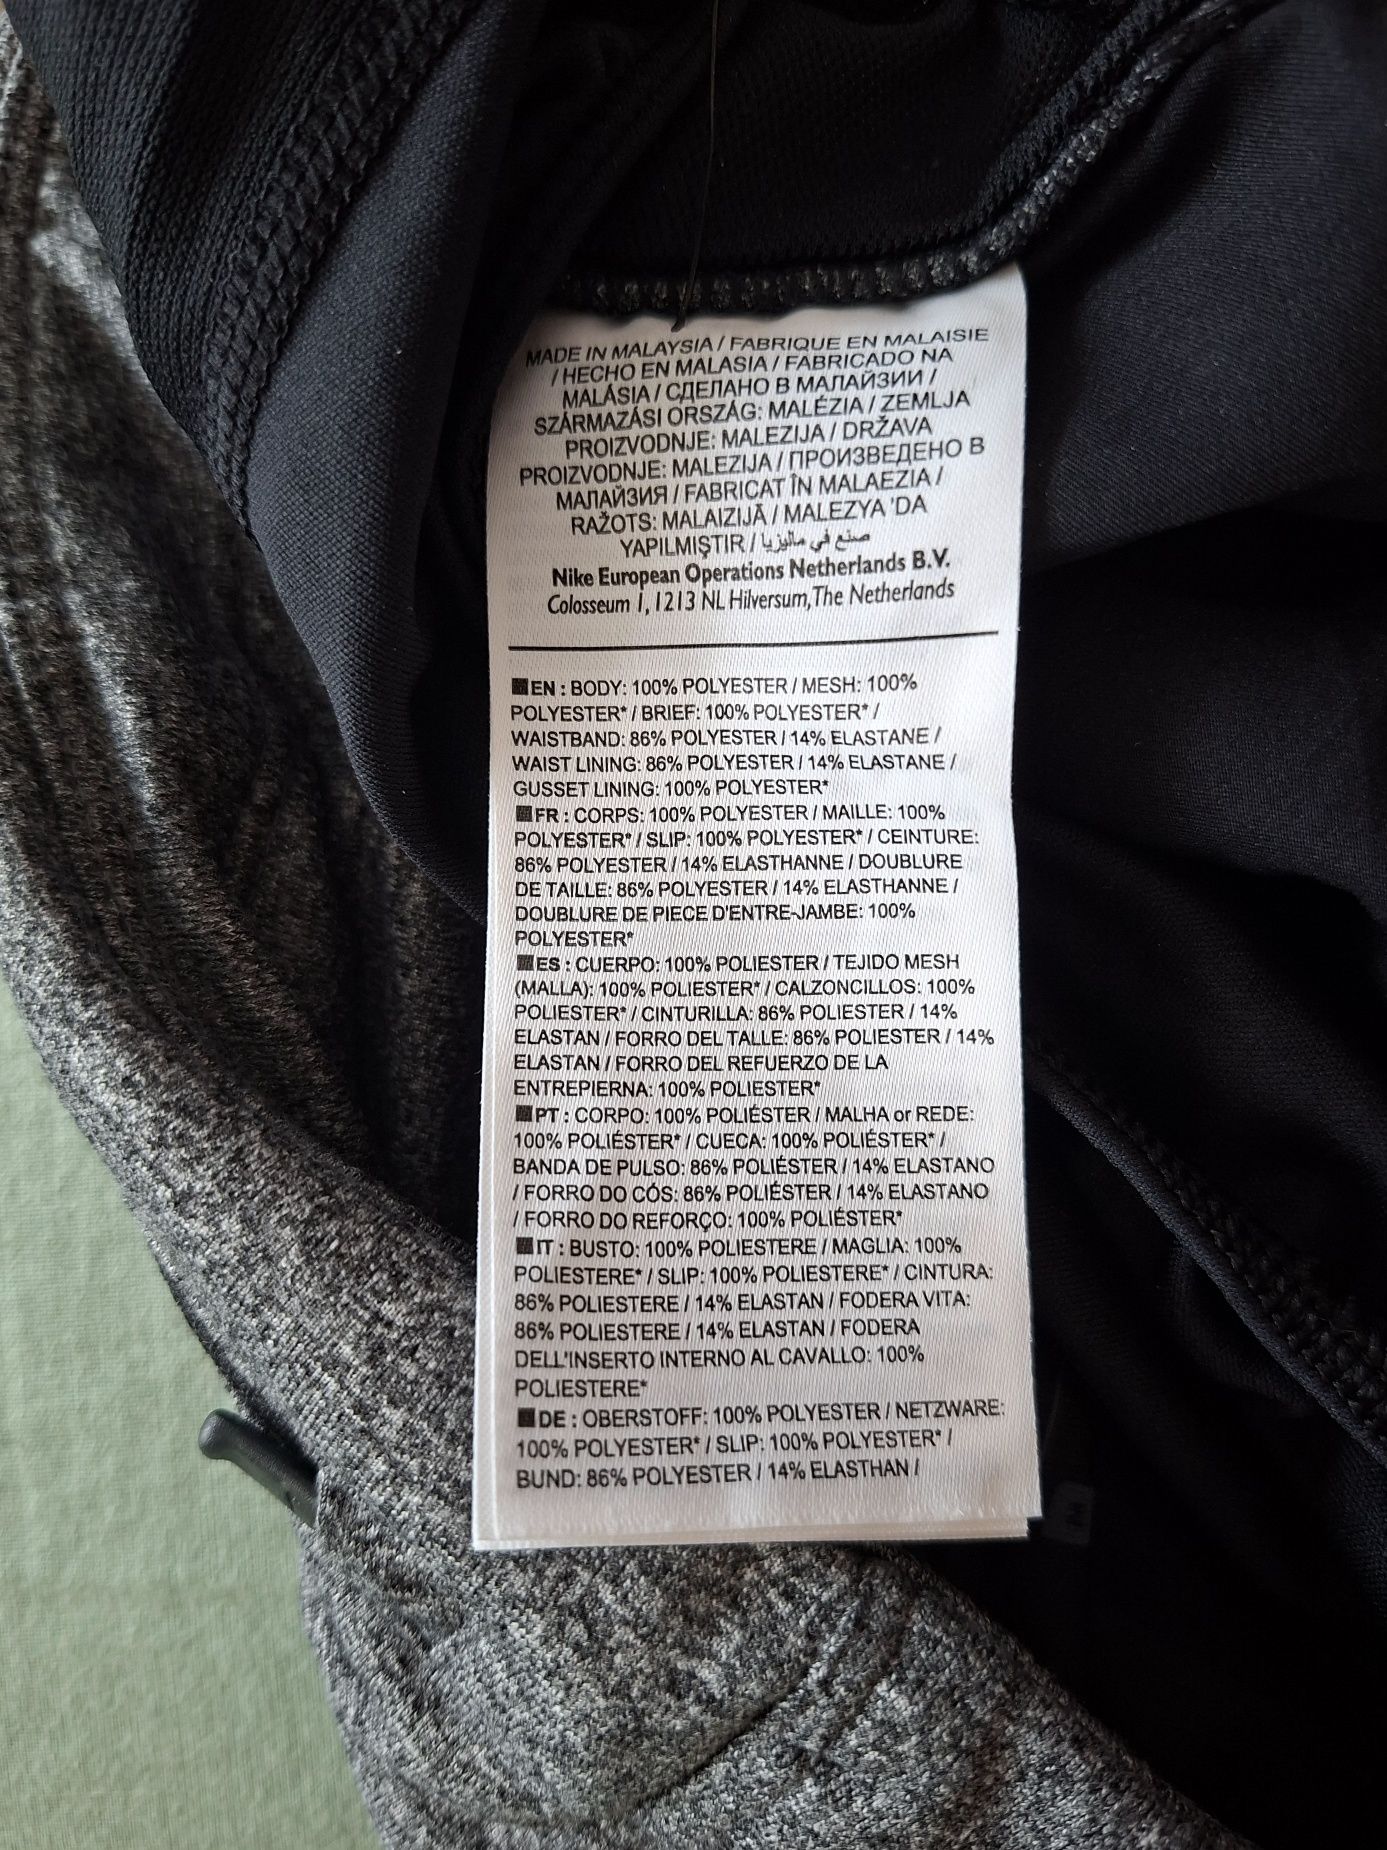 MADE IN MALAYSIA / FABRIQUE EN MALAISIE
/ HECHO EN MALASIA / FABRICADO NA
MALÁSIA / СДЕЛАНО В МАЛАЙЗИИ /
SZÁRMAZÁSI ORSZÁG: MALÉZIA / ZEMLJA
PROIZVODNJE: MALEZIJA / DRŽAVA
PROIZVODNJE: MALEZIJA / ПРОИЗВЕДЕНО В
МАЛАЙЗИЯ / FABRICAT ÎN MALAEZIA /
RAŽOTS: MALAIZIJĀ / MALEZYA 'DA
YAPILMIŞTIR / صنع في ماليزيا
Nike European Operations Netherlands B.V.
Colosseum 1, 1213 NL Hilversum, The Netherlands
EN : BODY: 100% POLYESTER / MESH: 100%
POLYESTER* / BRIEF: 100% POLYESTER* /
WAISTBAND: 86% POLYESTER / 14% ELASTANE /
WAIST LINING: 86% POLYESTER / 14% ELASTANE /
GUSSET LINING: 100% POLYESTER*
FR : CORPS: 100% POLYESTER / MAILLE: 100%
POLYESTER* / SLIP: 100% POLYESTER* / CEINTURE:
86% POLYESTER / 14% ELASTHANNE / DOUBLURE
DE TAILLE: 86% POLYESTER / 14% ELASTHANNE /
DOUBLURE DE PIECE D'ENTRE-JAMBE: 100%
POLYESTER*
ES : CUERPO: 100% POLIESTER / TEJIDO MESH
(MALLA): 100% POLIESTER* / CALZONCILLOS: 100%
POLIESTER* / CINTURILLA: 86% POLIESTER / 14%
ELASTAN / FORRO DEL TALLE: 86% POLIESTER / 14%
ELASTAN / FORRO DEL REFUERZO DE LA
ENTREPIERNA: 100% POLIESTER*
PT : CORPO: 100% POLIÉSTER / MALHA or REDE:
100% POLIÉSTER* / CUECA: 100% POLIÉSTER* /
BANDA DE PULSO: 86% POLIÉSTER / 14% ELASTANO
/ FORRO DO CÓS: 86% POLIÉSTER / 14% ELASTANO
/ FORRO DO REFORÇO: 100% POLIÉSTER*
IT : BUSTO: 100% POLIESTERE / MAGLIA: 100%
POLIESTERE* / SLIP: 100% POLIESTERE* / CINTURA:
86% POLIESTERE / 14% ELASTAN / FODERA VITA:
86% POLIESTERE / 14% ELASTAN / FODERA
DELL'INSERTO INTERNO AL CAVALLO: 100%
POLIESTERE*
DE : OBERSTOFF: 100% POLYESTER / NETZWARE:
100% POLYESTER* / SLIP: 100% POLYESTER* /
BUND: 86% POLYESTER / 14% ELASTHAN /